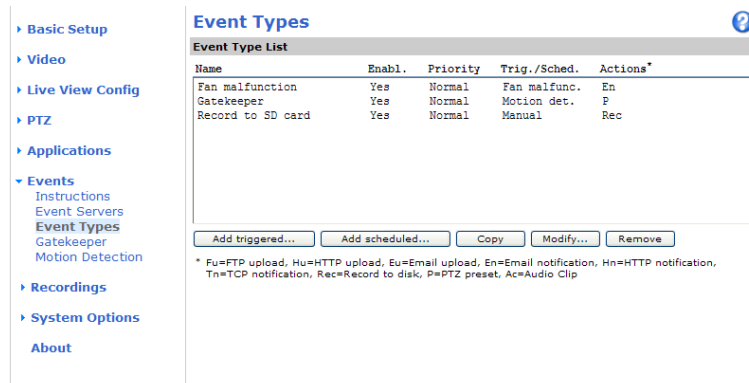 Basic Setup
Video
Live View Config
PTZ
Applications
Events
Instructions
Event Servers
Event Types
Gatekeeper
Motion Detection
Recordings
System Options
About
Event Types
?
Event Type List
Name Enabl. Priority Trig./Sched. Actions*
Fan malfunction Yes Normal Fan malfunc. En
Gatekeeper Yes Normal Motion det. P
Record to SD card Yes Normal Manual Rec
Add triggered... Add scheduled... Copy Modify... Remove
* Fu=FTP upload, Hu=HTTP upload, Eu=Email upload, En=Email notification, Hn=HTTP notification,
Tn=TCP notification, Rec=Record to disk, P=PTZ preset, Ac=Audio Clip